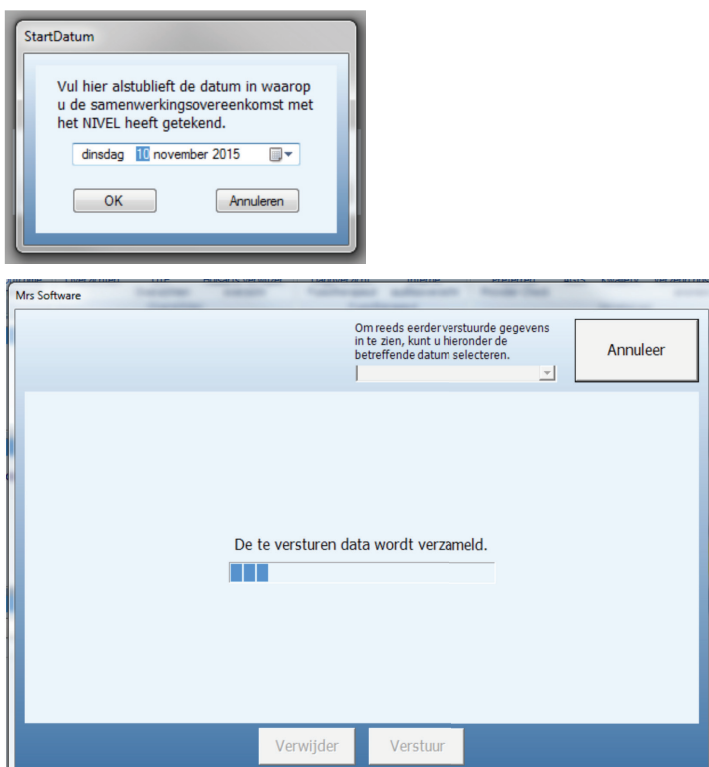 StartDatum
Vul hier alstublieft de datum in waarop
u de samenwerkingsovereenkomst met
het NIVEL heeft getekend.
dinsdag 10 november 2015
OK Annuleren
Mrs Software
Om reeds eerder verstuurde gegevens
in te zien, kunt u hieronder de
betreffende datum selecteren.
Annuleer
De te versturen data wordt verzameld.
Verwijder Verstuur